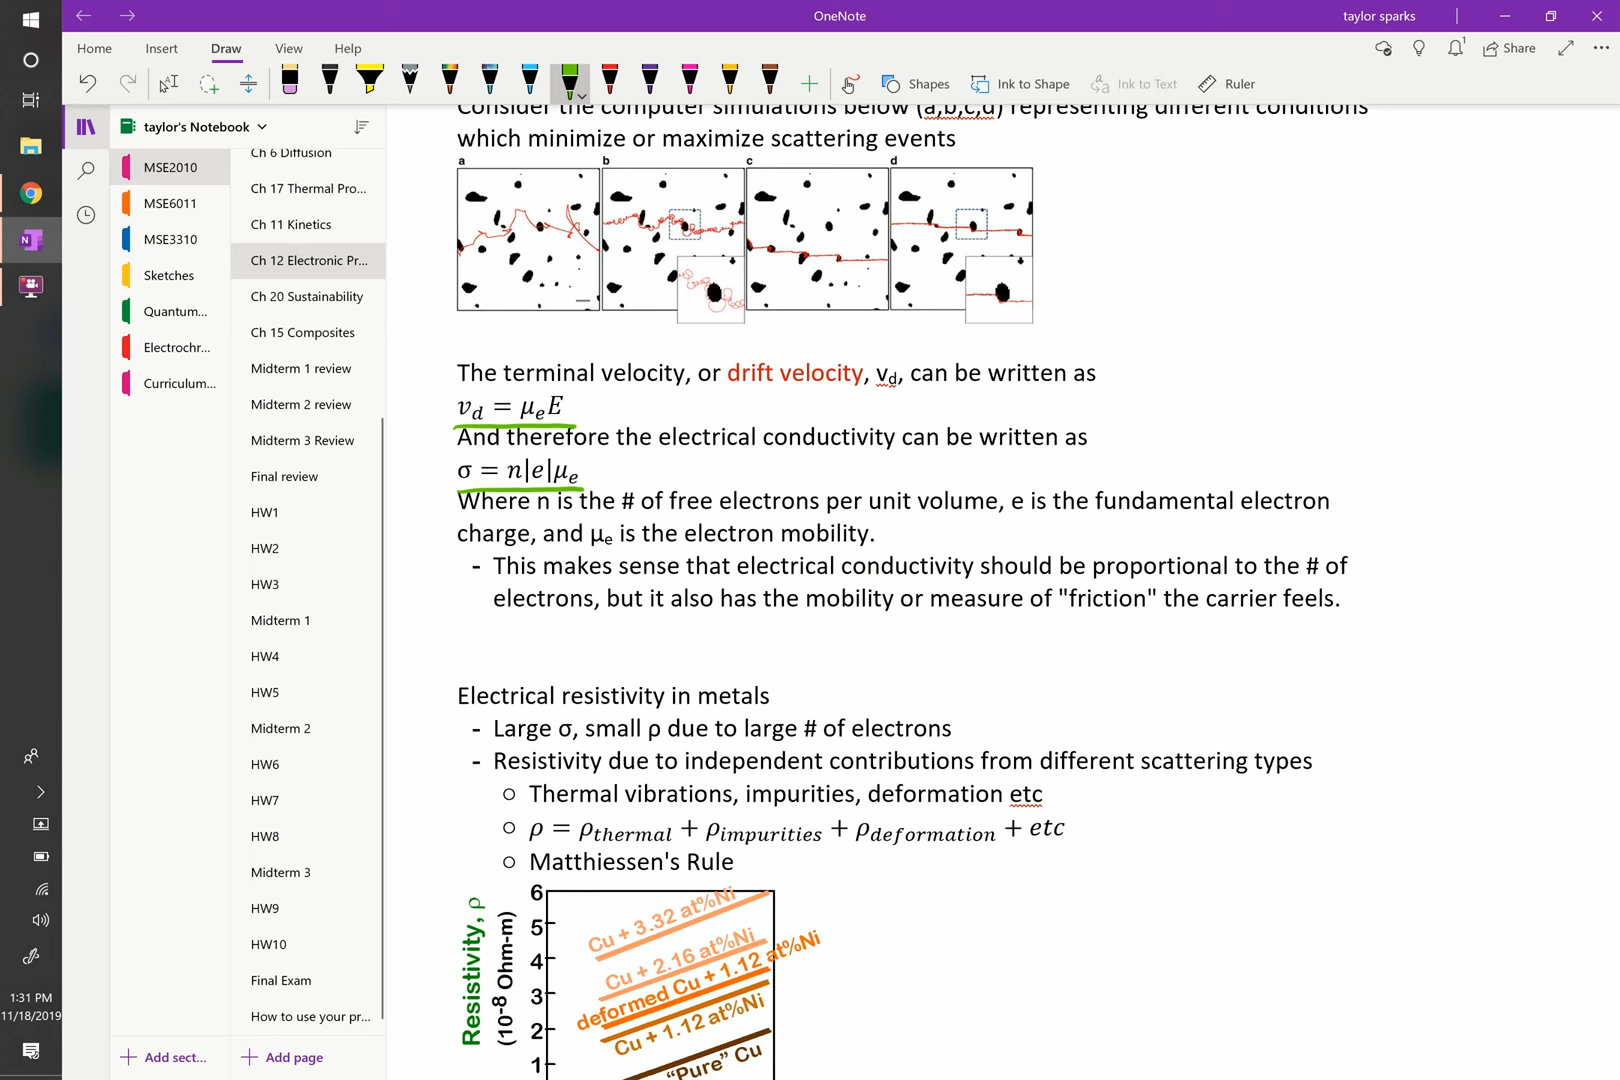 OneNote
taylor sparks
Home
Insert
Draw
View
Help
1
Share
Shapes
Ink to Shape
Ink to Text
Ruler
taylor's Notebook
MSE2010
MSE6011
MSE3310
Sketches
Quantum...
Electrochr...
Curriculum...
Add sect...
Ch 6 Diffusion
Ch 17 Thermal Pro...
Ch 11 Kinetics
Ch 12 Electronic Pr...
Ch 20 Sustainability
Ch 15 Composites
Midterm 1 review
Midterm 2 review
Midterm 3 Review
Final review
HW1
HW2
HW3
Midterm 1
HW4
HW5
Midterm 2
HW6
HW7
HW8
Midterm 3
HW9
HW10
Final Exam
How to use your pr...
Add page
Consider the computer simulations below (a,b,c,d) representing different conditions
which minimize or maximize scattering events
a b c d
The terminal velocity, or drift velocity, v_d, can be written as
v_d = μ_e E
And therefore the electrical conductivity can be written as
σ = n|e|μ_e
Where n is the # of free electrons per unit volume, e is the fundamental electron
charge, and μ_e is the electron mobility.
- This makes sense that electrical conductivity should be proportional to the # of
electrons, but it also has the mobility or measure of "friction" the carrier feels.
Electrical resistivity in metals
- Large σ, small ρ due to large # of electrons
- Resistivity due to independent contributions from different scattering types
○ Thermal vibrations, impurities, deformation etc
○ ρ = ρ_thermal + ρ_impurities + ρ_deformation + etc
○ Matthiessen's Rule
Resistivity, ρ
(10⁻⁸ Ohm-m)
6
5
4
3
2
1
Cu + 3.32 at%Ni
Cu + 2.16 at%Ni
deformed Cu + 1.12 at%Ni
Cu + 1.12 at%Ni
"Pure" Cu
1:31 PM
11/18/2019